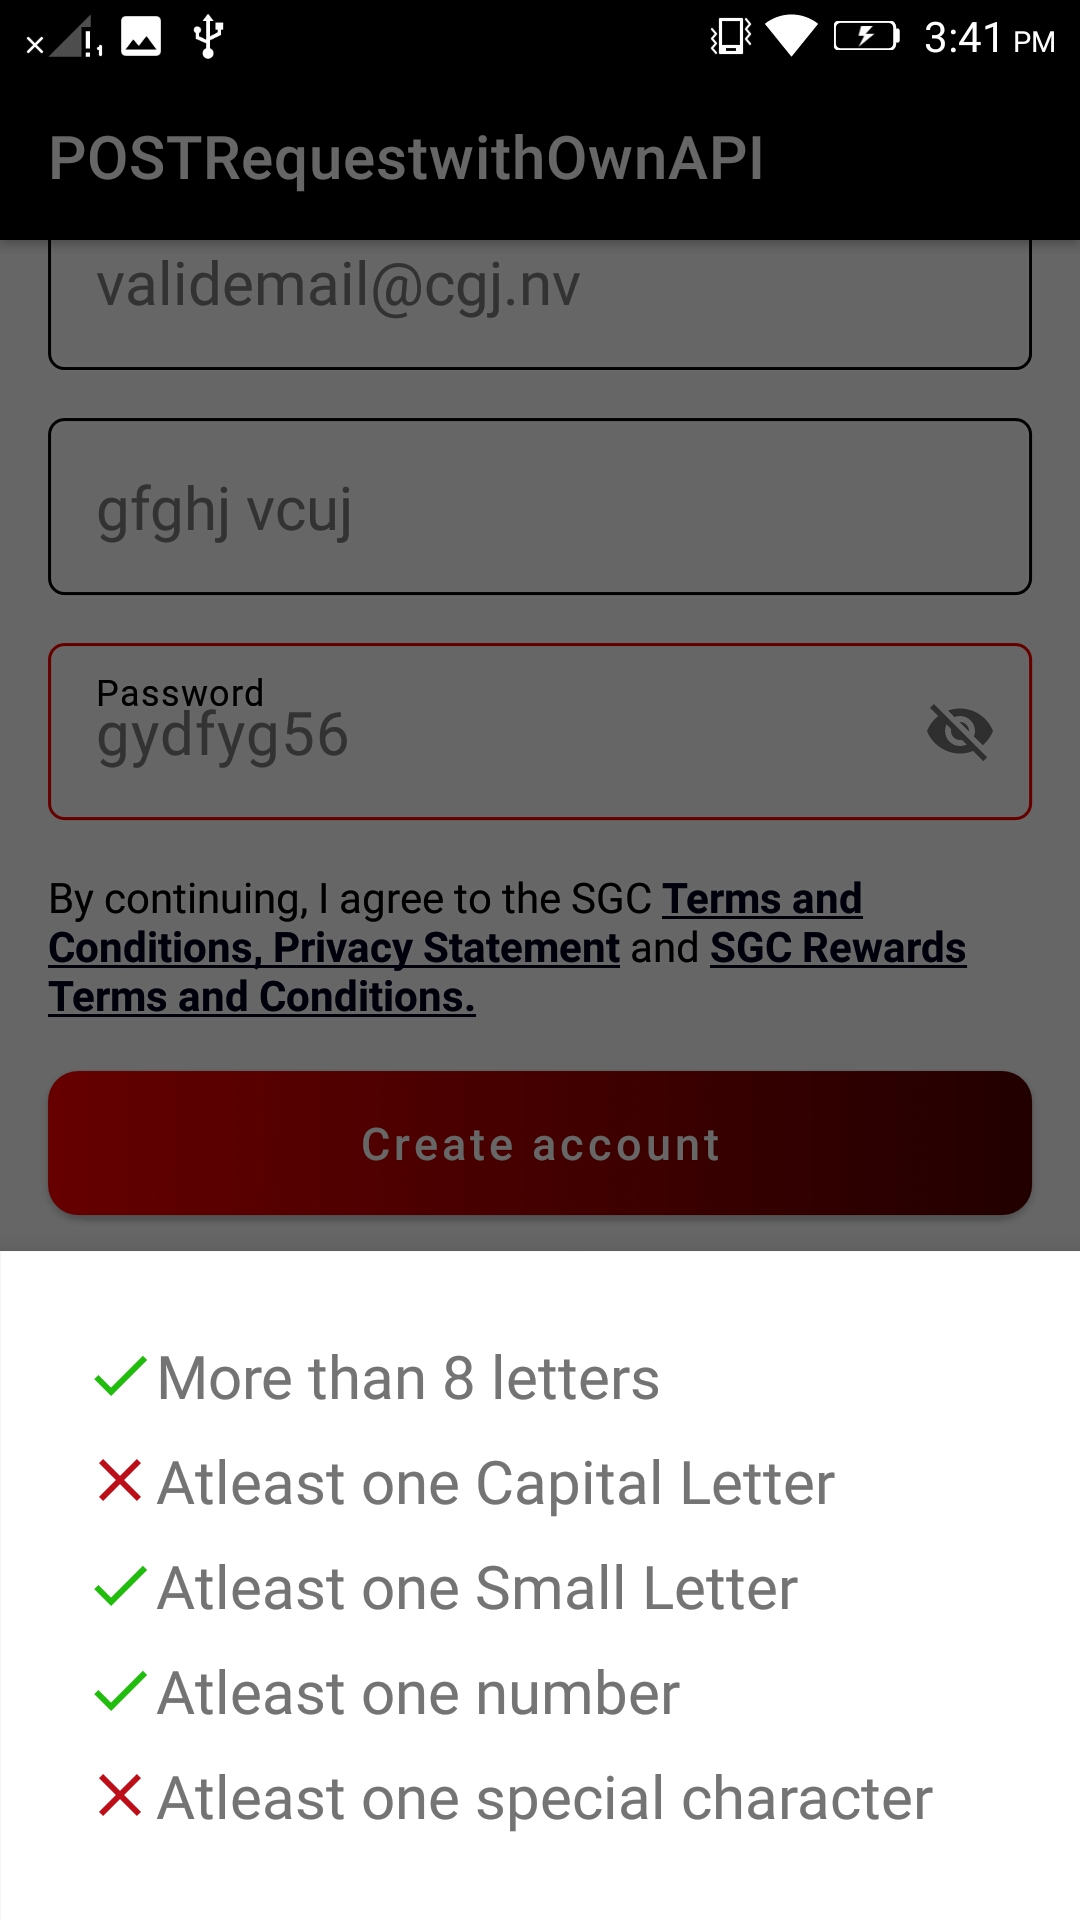 3:41 PM
POSTRequestwithOwnAPI
validemail@cgj.nv
gfghj vcuj
Password
gydfyg56
By continuing, I agree to the SGC Terms and
Conditions, Privacy Statement and SGC Rewards
Terms and Conditions.
Create account
More than 8 letters
Atleast one Capital Letter
Atleast one Small Letter
Atleast one number
Atleast one special character